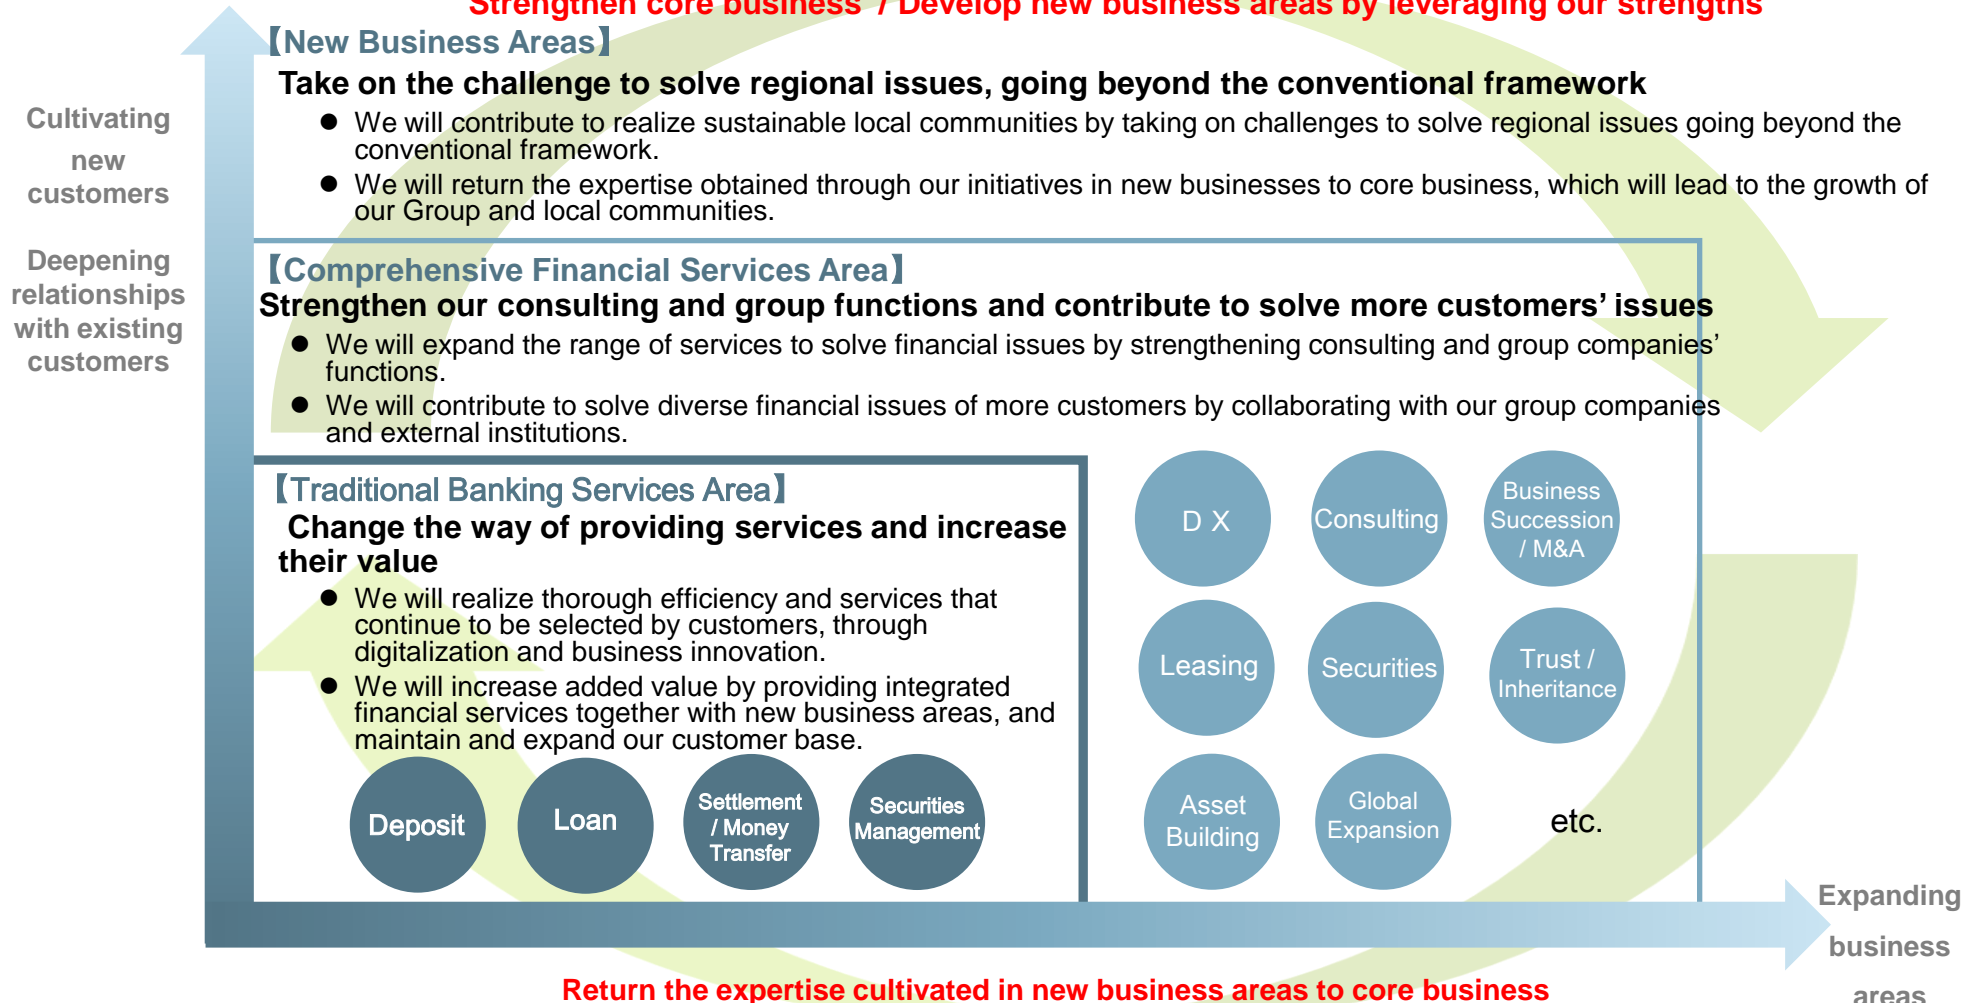 Strengthen core business / Develop new business areas by leveraging our strengths
【New Business Areas】
Take on the challenge to solve regional issues, going beyond the conventional framework
● We will contribute to realize sustainable local communities by taking on challenges to solve regional issues going beyond the
conventional framework.
● We will return the expertise obtained through our initiatives in new businesses to core business, which will lead to the growth of
our Group and local communities.
Cultivating
new
customers
Deepening
relationships
with existing
customers
【Comprehensive Financial Services Area】
Strengthen our consulting and group functions and contribute to solve more customers’ issues
● We will expand the range of services to solve financial issues by strengthening consulting and group companies’
functions.
● We will contribute to solve diverse financial issues of more customers by collaborating with our group companies
and external institutions.
【Traditional Banking Services Area】
Change the way of providing services and increase
their value
● We will realize thorough efficiency and services that
continue to be selected by customers, through
digitalization and business innovation.
● We will increase added value by providing integrated
financial services together with new business areas, and
maintain and expand our customer base.
Deposit
Loan
Settlement
/ Money
Transfer
Securities
Management
D X
Consulting
Business
Succession
/ M&A
Leasing
Securities
Trust /
Inheritance
Asset
Building
Global
Expansion
etc.
Expanding
business
areas
Return the expertise cultivated in new business areas to core business